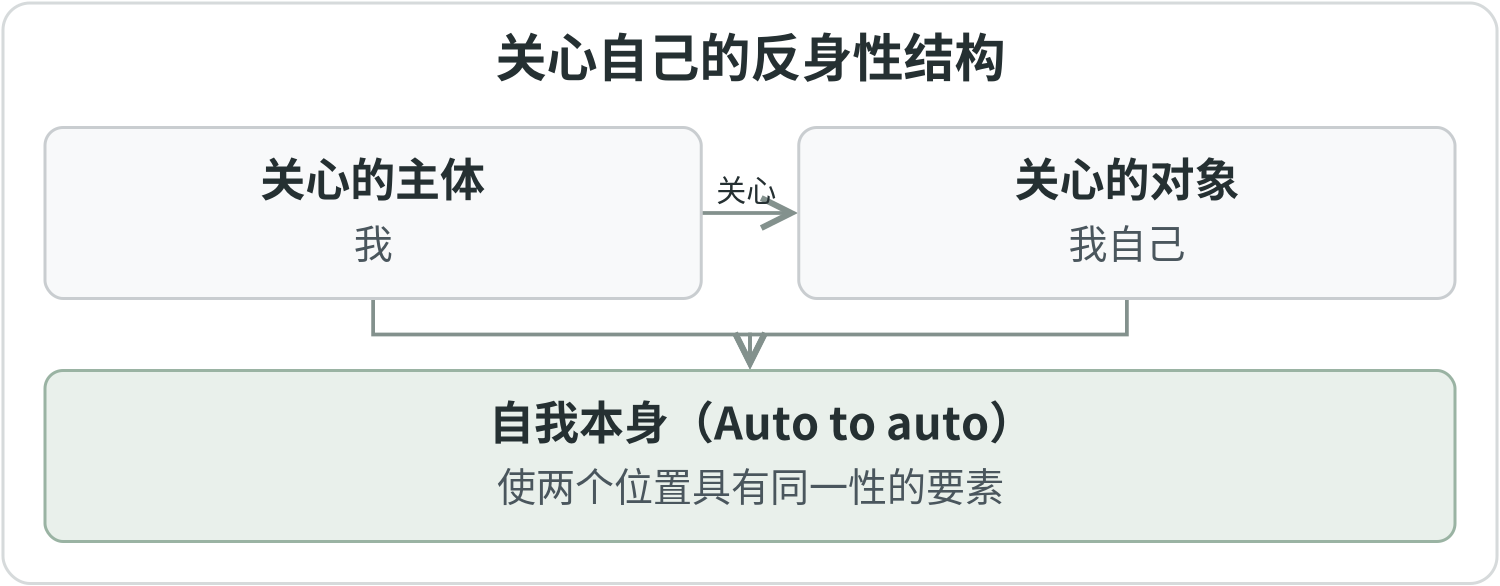 关心自己的反身性结构
关心的主体
我
关心
关心的对象
我自己
自我本身（Auto to auto）
使两个位置具有同一性的要素